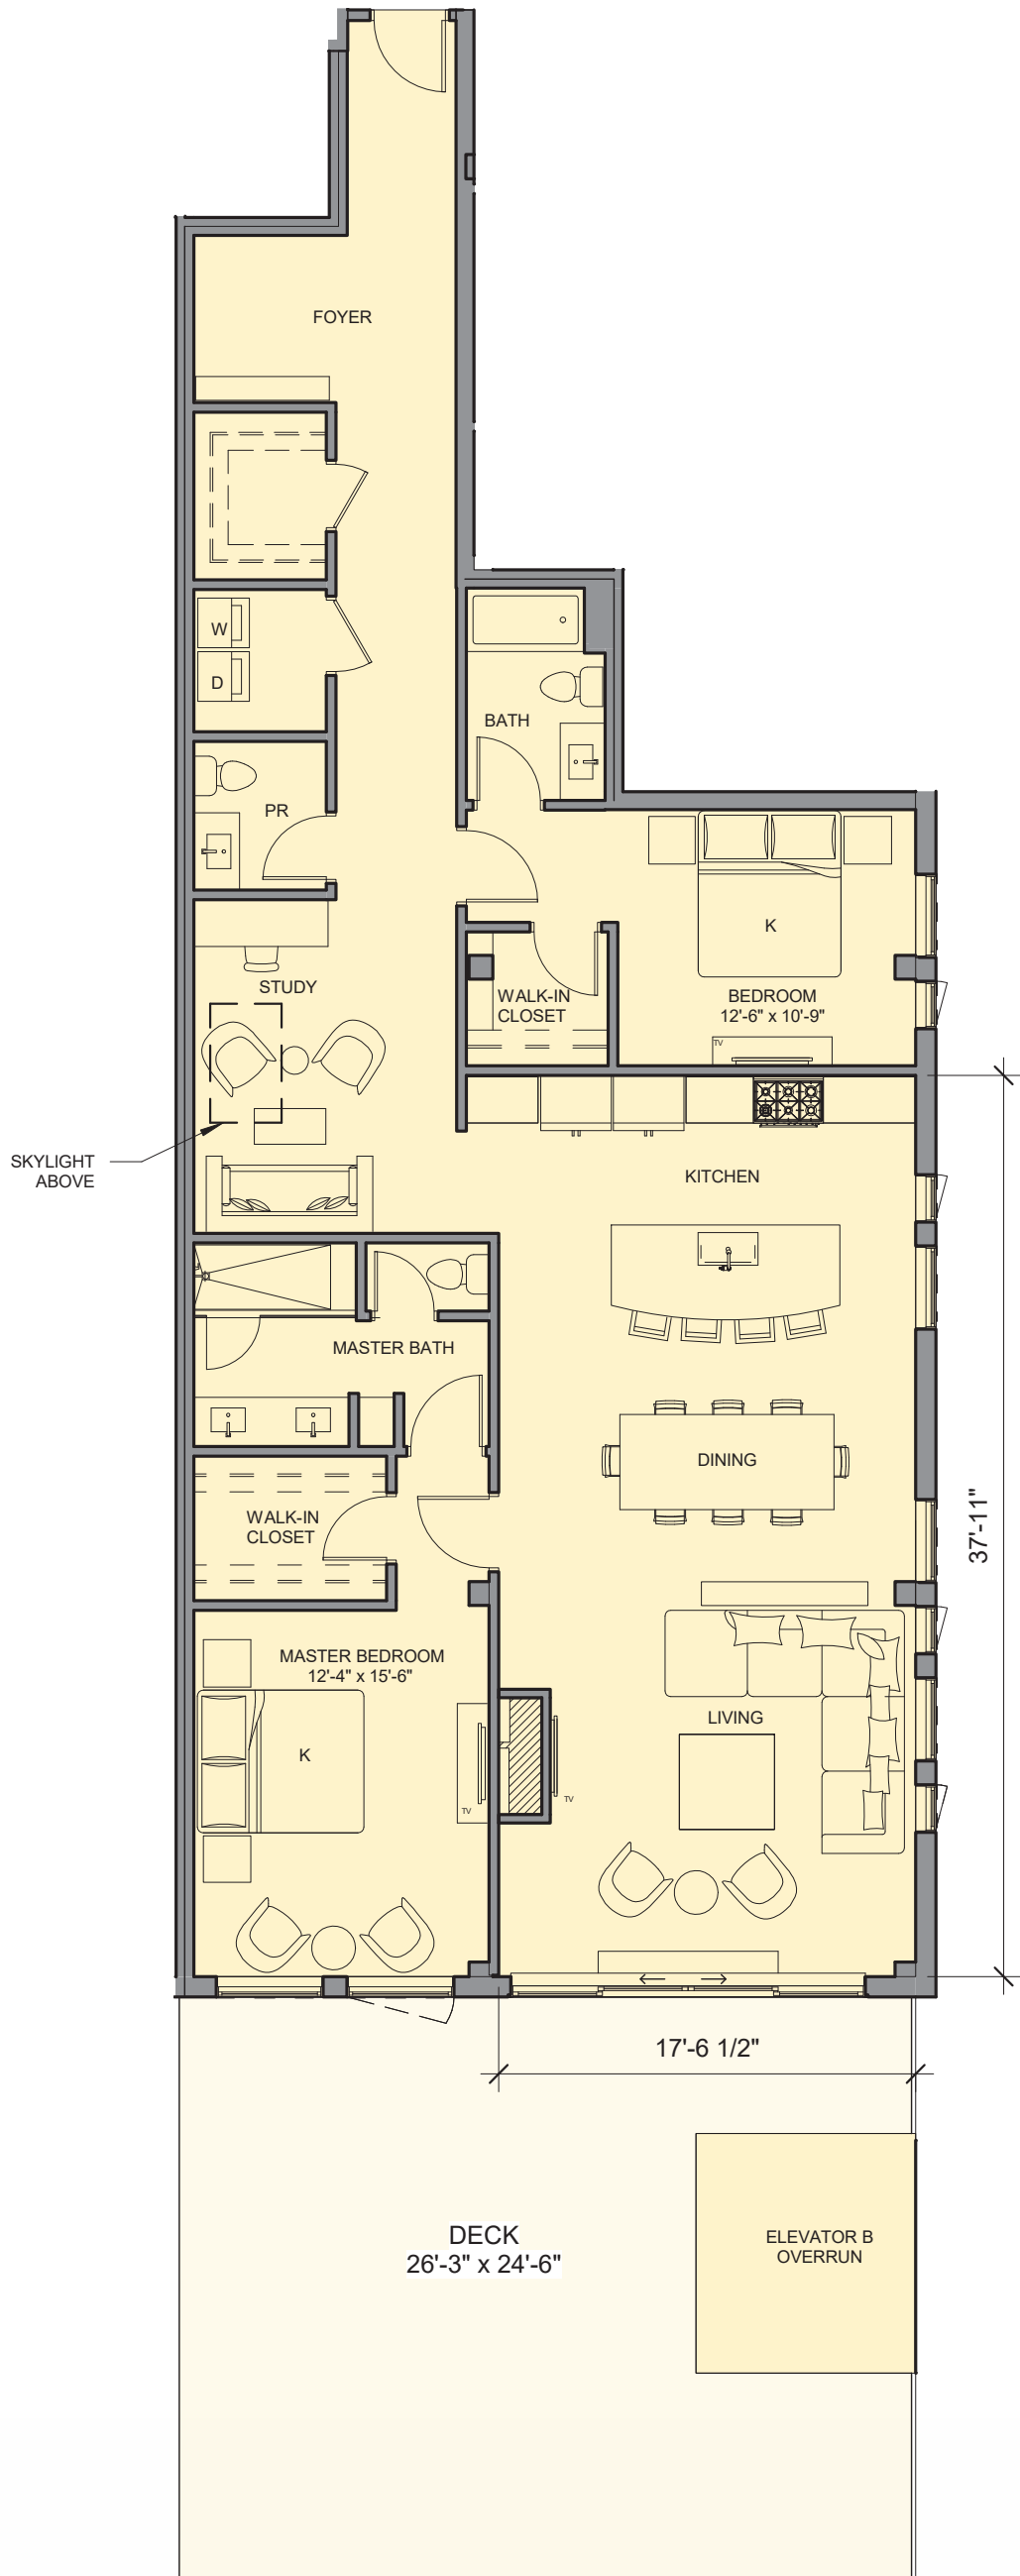 FOYER
W
D
BATH
PR
K
STUDY
WALK-IN
CLOSET
BEDROOM
12'-6" x 10'-9"
TV
SKYLIGHT
ABOVE
KITCHEN
MASTER BATH
DINING
37'-11"
WALK-IN
CLOSET
MASTER BEDROOM
12'-4" x 15'-6"
LIVING
K
TV
TV
17'-6 1/2"
DECK
26'-3" x 24'-6"
ELEVATOR B
OVERRUN